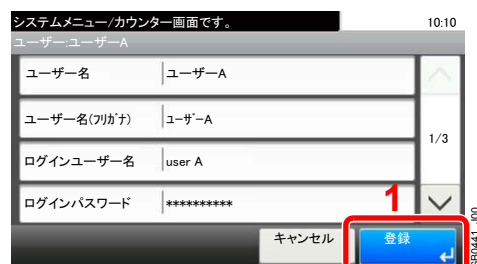 システムメニュー/カウンター画面です。
10:10
ユーザー:ユーザーA
ユーザー名 ユーザーA
ユーザー名(ﾌﾘｶﾞﾅ) ﾕｰｻﾞｰA
1/3
ログインユーザー名 user A
ログインパスワード **********
1
キャンセル 登録
GB0441_J00